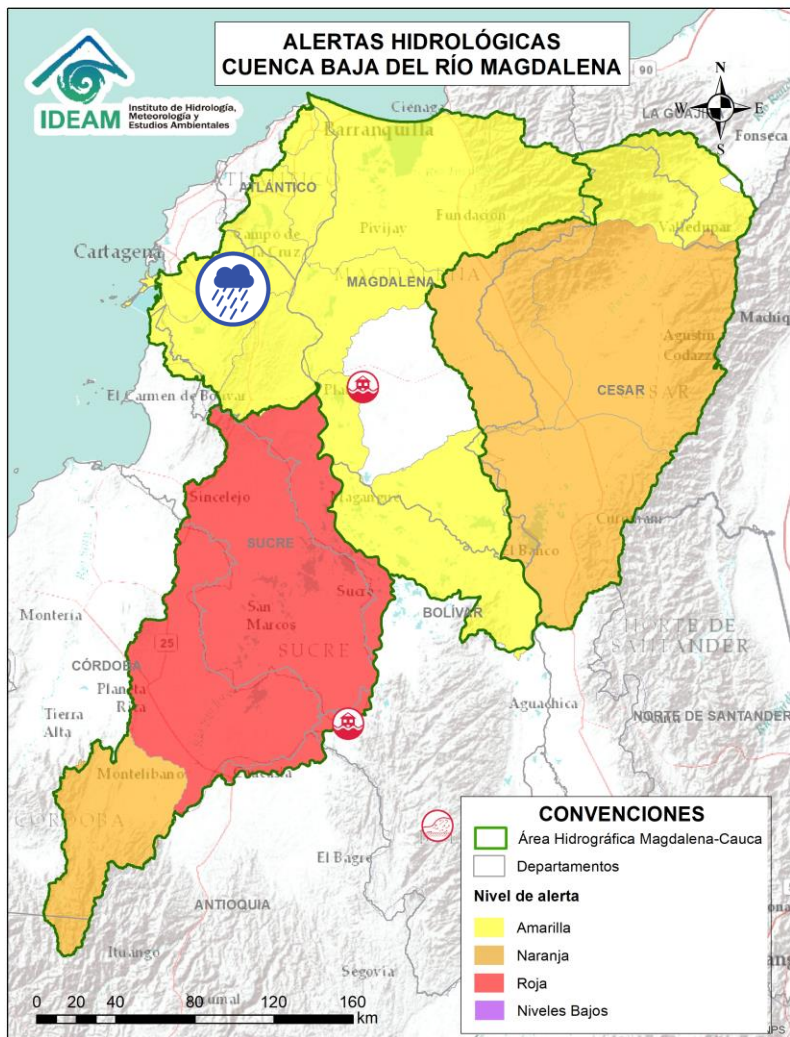 ALERTAS HIDROLÓGICAS
CUENCA BAJA DEL RÍO MAGDALENA
IDEAM
Instituto de Hidrología,
Meteorología y
Estudios Ambientales
N
W
E
S
90
Ciénaga
LA GUAJIRA
Barranquilla
Fonseca
ATLÁNTICO
Fundación
Pivijay
Valledupar
Campo de
la Cruz
Cartagena
MAGDALENA
MAGDALENA
Agustín
Codazzi
CESAR
El Carmen de Bolívar
Sincelejo
Magangué
SUCRE
El Banco
Sucre
San
Marcos
BOLÍVAR
SUCRE
Montería
25
CÓRDOBA
NORTE DE
SANTANDER
Planeta
Rica
Aguachica
Tierra
Alta
NORTE DE SANTANDER
Montelíbano
El Bagre
ANTIOQUIA
Ituango
Segovia
CONVENCIONES
Área Hidrográfica Magdalena-Cauca
Departamentos
Nivel de alerta
Amarilla
Naranja
Roja
Niveles Bajos
0 20 40 80 120 160
km